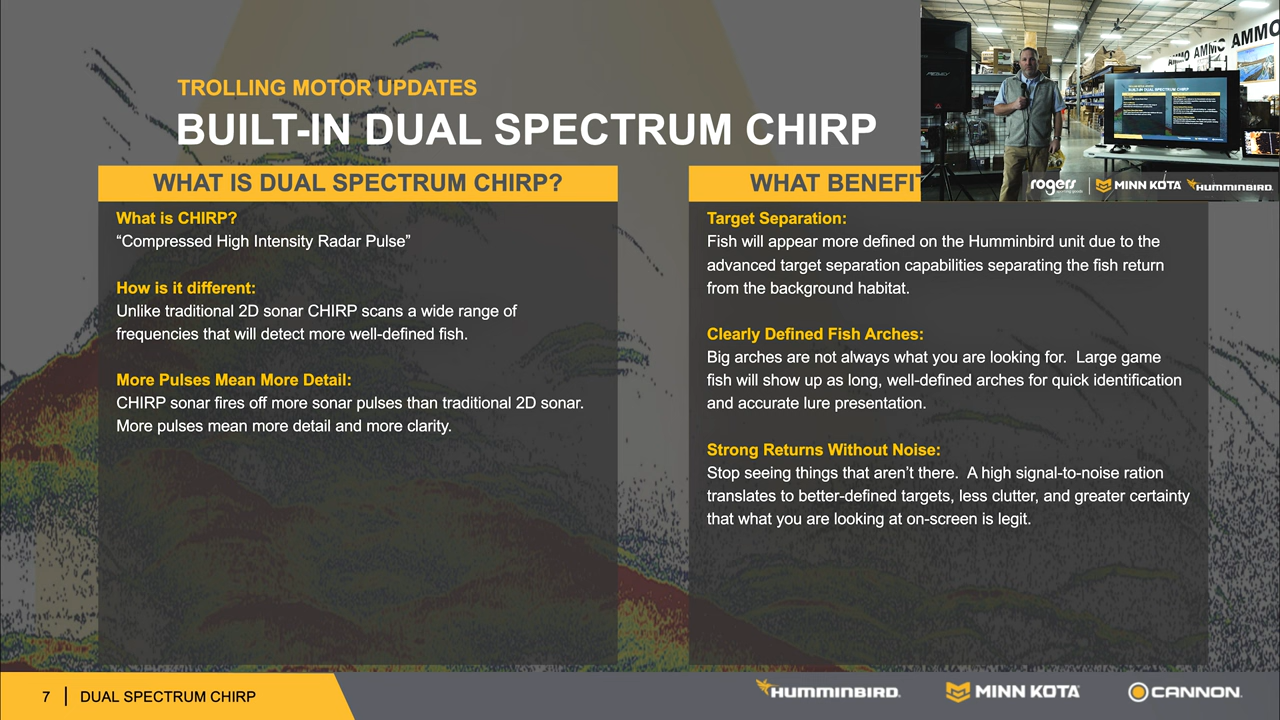 TROLLING MOTOR UPDATES
BUILT-IN DUAL SPECTRUM CHIRP
WHAT IS DUAL SPECTRUM CHIRP?
What is CHIRP?
“Compressed High Intensity Radar Pulse”
How is it different:
Unlike traditional 2D sonar CHIRP scans a wide range of
frequencies that will detect more well-defined fish.
More Pulses Mean More Detail:
CHIRP sonar fires off more sonar pulses than traditional 2D sonar.
More pulses mean more detail and more clarity.
WHAT BENEFIT
Target Separation:
Fish will appear more defined on the Humminbird unit due to the
advanced target separation capabilities separating the fish return
from the background habitat.
Clearly Defined Fish Arches:
Big arches are not always what you are looking for.  Large game
fish will show up as long, well-defined arches for quick identification
and accurate lure presentation.
Strong Returns Without Noise:
Stop seeing things that aren’t there.  A high signal-to-noise ration
translates to better-defined targets, less clutter, and greater certainty
that what you are looking at on-screen is legit.
AMMO AMMO AMMO
BUILT-IN DUAL SPECTRUM CHIRP
rogers MINN KOTA HUMMINBIRD
sporting goods
7 | DUAL SPECTRUM CHIRP
HUMMINBIRD MINN KOTA CANNON